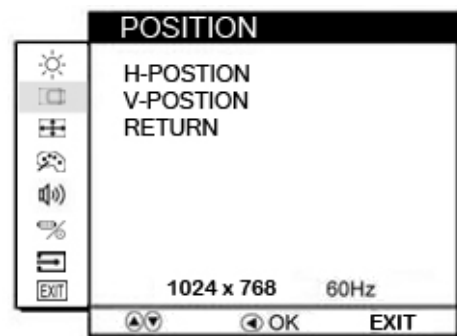 POSITION
H-POSTION
V-POSTION
RETURN
1024 x 768 60Hz
EXIT
OK EXIT